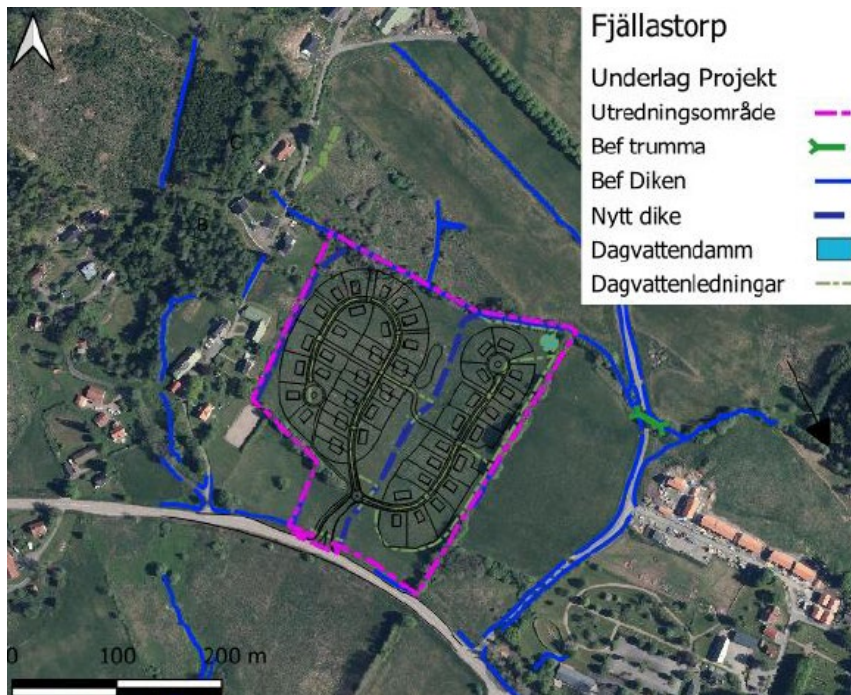 Fjällastorp
Underlag Projekt
Utredningsområde
Bef trumma
Bef Diken
Nytt dike
Dagvattendamm
Dagvattenledningar
C
B
0 100 200 m